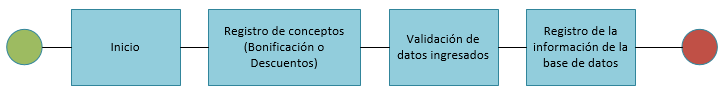 Inicio
Registro de conceptos
(Bonificación o
Descuentos)
Validación de
datos ingresados
Registro de la
información de la
base de datos